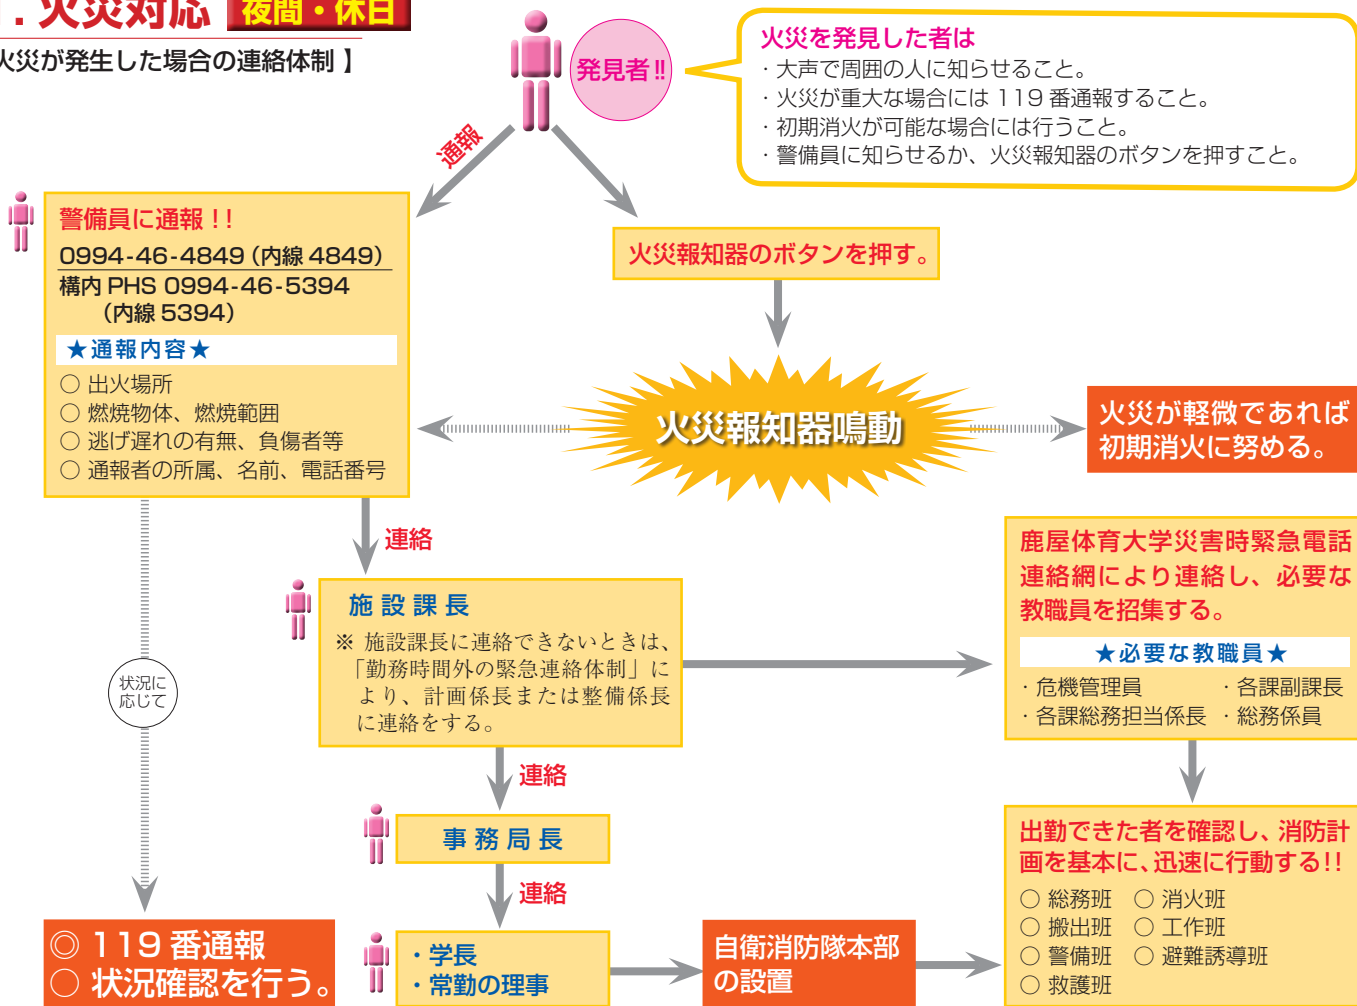 . 火災対応 夜間・休日
火災が発生した場合の連絡体制 】
発見者!!
火災を発見した者は
・大声で周囲の人に知らせること。
・火災が重大な場合には 119 番通報すること。
・初期消火が可能な場合には行うこと。
・警備員に知らせるか、火災報知器のボタンを押すこと。
通報
警備員に通報!!
0994-46-4849(内線 4849)
構内 PHS 0994-46-5394
(内線 5394)
★通報内容★
○ 出火場所
○ 燃焼物体、燃焼範囲
○ 逃げ遅れの有無、負傷者等
○ 通報者の所属、名前、電話番号
火災報知器のボタンを押す。
火災報知器鳴動
火災が軽微であれば
初期消火に努める。
連絡
施設課長
※ 施設課長に連絡できないときは、
「勤務時間外の緊急連絡体制」に
より、計画係長または整備係長
に連絡をする。
鹿屋体育大学災害時緊急電話
連絡網により連絡し、必要な
教職員を招集する。
★必要な教職員★
・危機管理員 ・各課副課長
・各課総務担当係長 ・総務係員
状況に
応じて
連絡
事務局長
連絡
・学長
・常勤の理事
自衛消防隊本部
の設置
出勤できた者を確認し、消防計
画を基本に、迅速に行動する!!
○ 総務班 ○ 消火班
○ 搬出班 ○ 工作班
○ 警備班 ○ 避難誘導班
○ 救護班
◎ 119 番通報
○ 状況確認を行う。